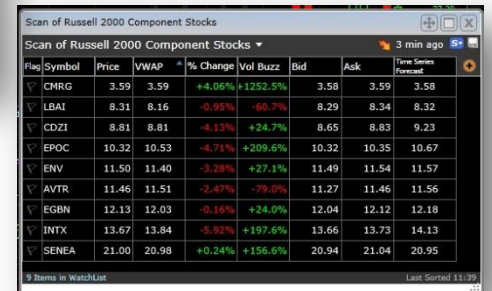 Scan of Russell 2000 Component Stocks
Scan of Russell 2000 Component Stocks 3 min ago S
Flag Symbol Price VWAP % Change Vol Buzz Bid Ask Time Series Forecast
CMRG 3.59 3.59 +4.06% +1252.5% 3.58 3.59 3.58
LBAI 8.31 8.16 -0.95% -60.7% 8.29 8.34 8.32
CDZI 8.81 8.81 -4.13% +24.7% 8.65 8.83 9.23
EPOC 10.32 10.53 -4.71% +209.6% 10.32 10.35 10.67
ENV 11.50 11.40 -3.28% +27.1% 11.49 11.54 11.57
AVTR 11.46 11.51 -2.47% -79.0% 11.27 11.46 11.56
EGBN 12.13 12.03 -0.16% +24.0% 12.04 12.12 12.18
INTX 13.67 13.84 -5.92% +197.6% 13.66 13.73 14.13
SENEA 21.00 20.98 +0.24% +156.6% 20.94 21.04 20.95
9 Items in WatchList Last Sorted 11:39